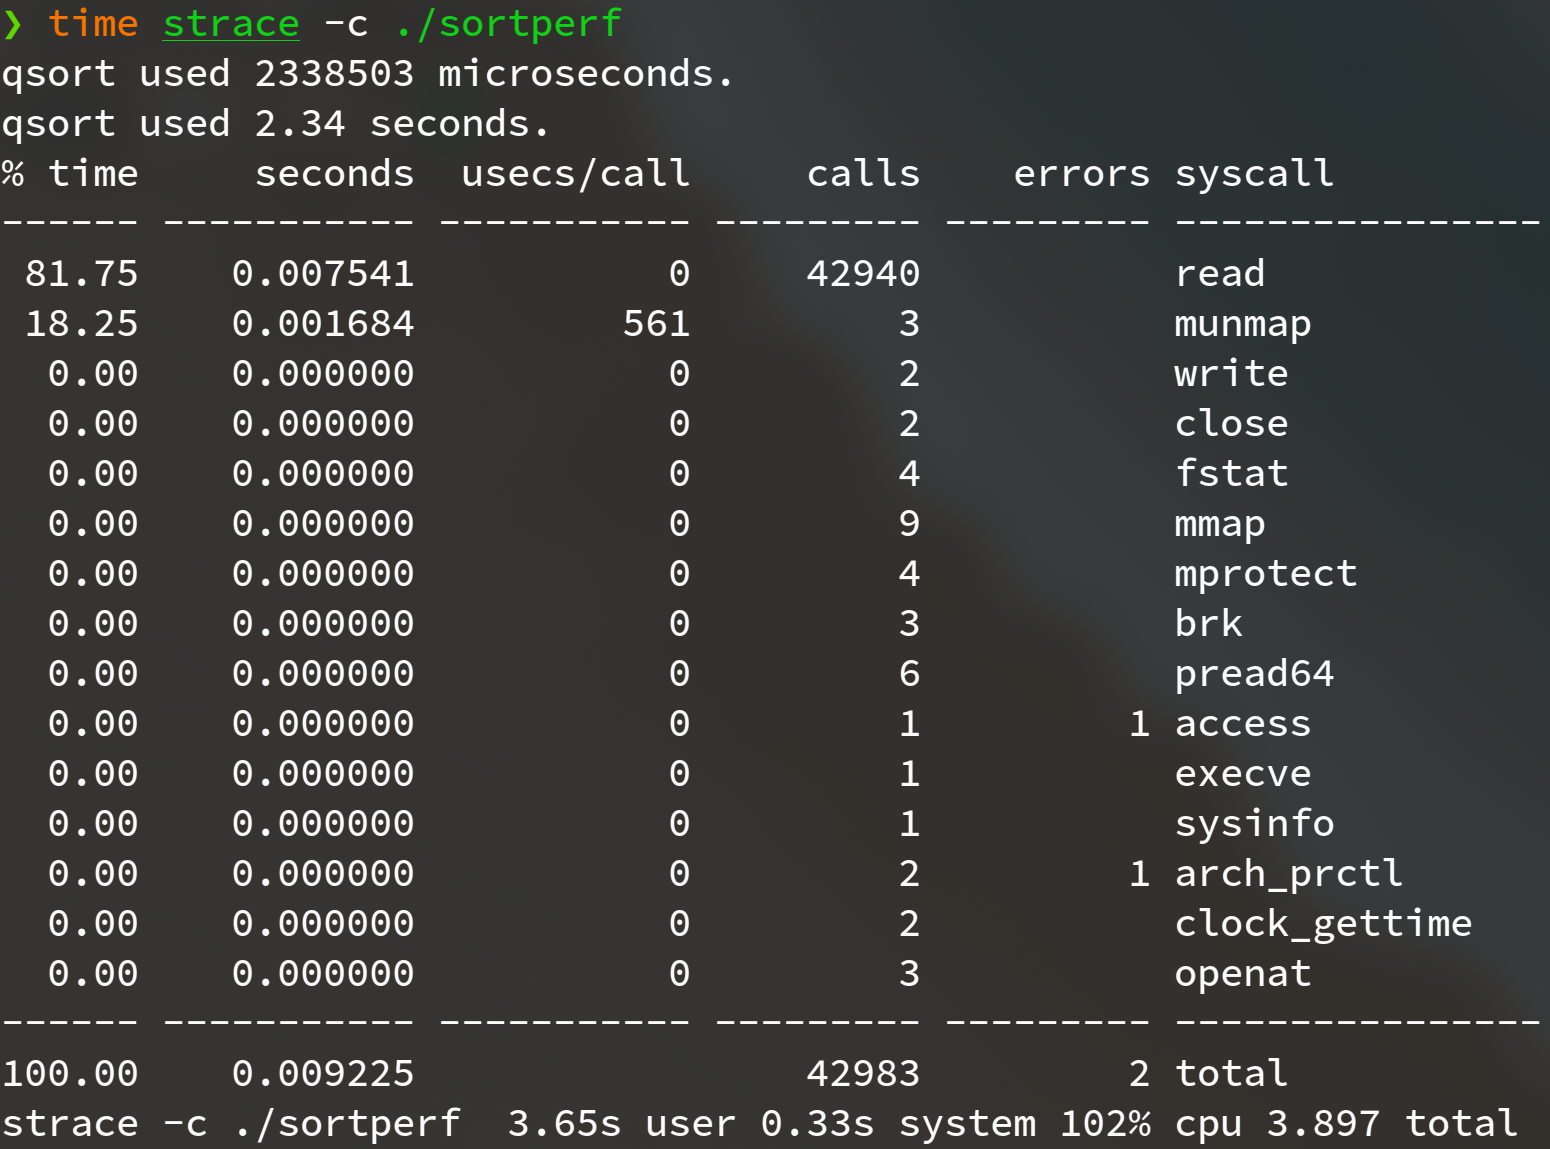 ❯ time strace -c ./sortperf
qsort used 2338503 microseconds.
qsort used 2.34 seconds.
% time     seconds  usecs/call     calls    errors syscall
------ ----------- ----------- --------- --------- ----------------
 81.75    0.007541           0     42940           read
 18.25    0.001684         561         3           munmap
  0.00    0.000000           0         2           write
  0.00    0.000000           0         2           close
  0.00    0.000000           0         4           fstat
  0.00    0.000000           0         9           mmap
  0.00    0.000000           0         4           mprotect
  0.00    0.000000           0         3           brk
  0.00    0.000000           0         6           pread64
  0.00    0.000000           0         1         1 access
  0.00    0.000000           0         1           execve
  0.00    0.000000           0         1           sysinfo
  0.00    0.000000           0         2         1 arch_prctl
  0.00    0.000000           0         2           clock_gettime
  0.00    0.000000           0         3           openat
------ ----------- ----------- --------- --------- ----------------
100.00    0.009225                 42983         2 total
strace -c ./sortperf  3.65s user 0.33s system 102% cpu 3.897 total